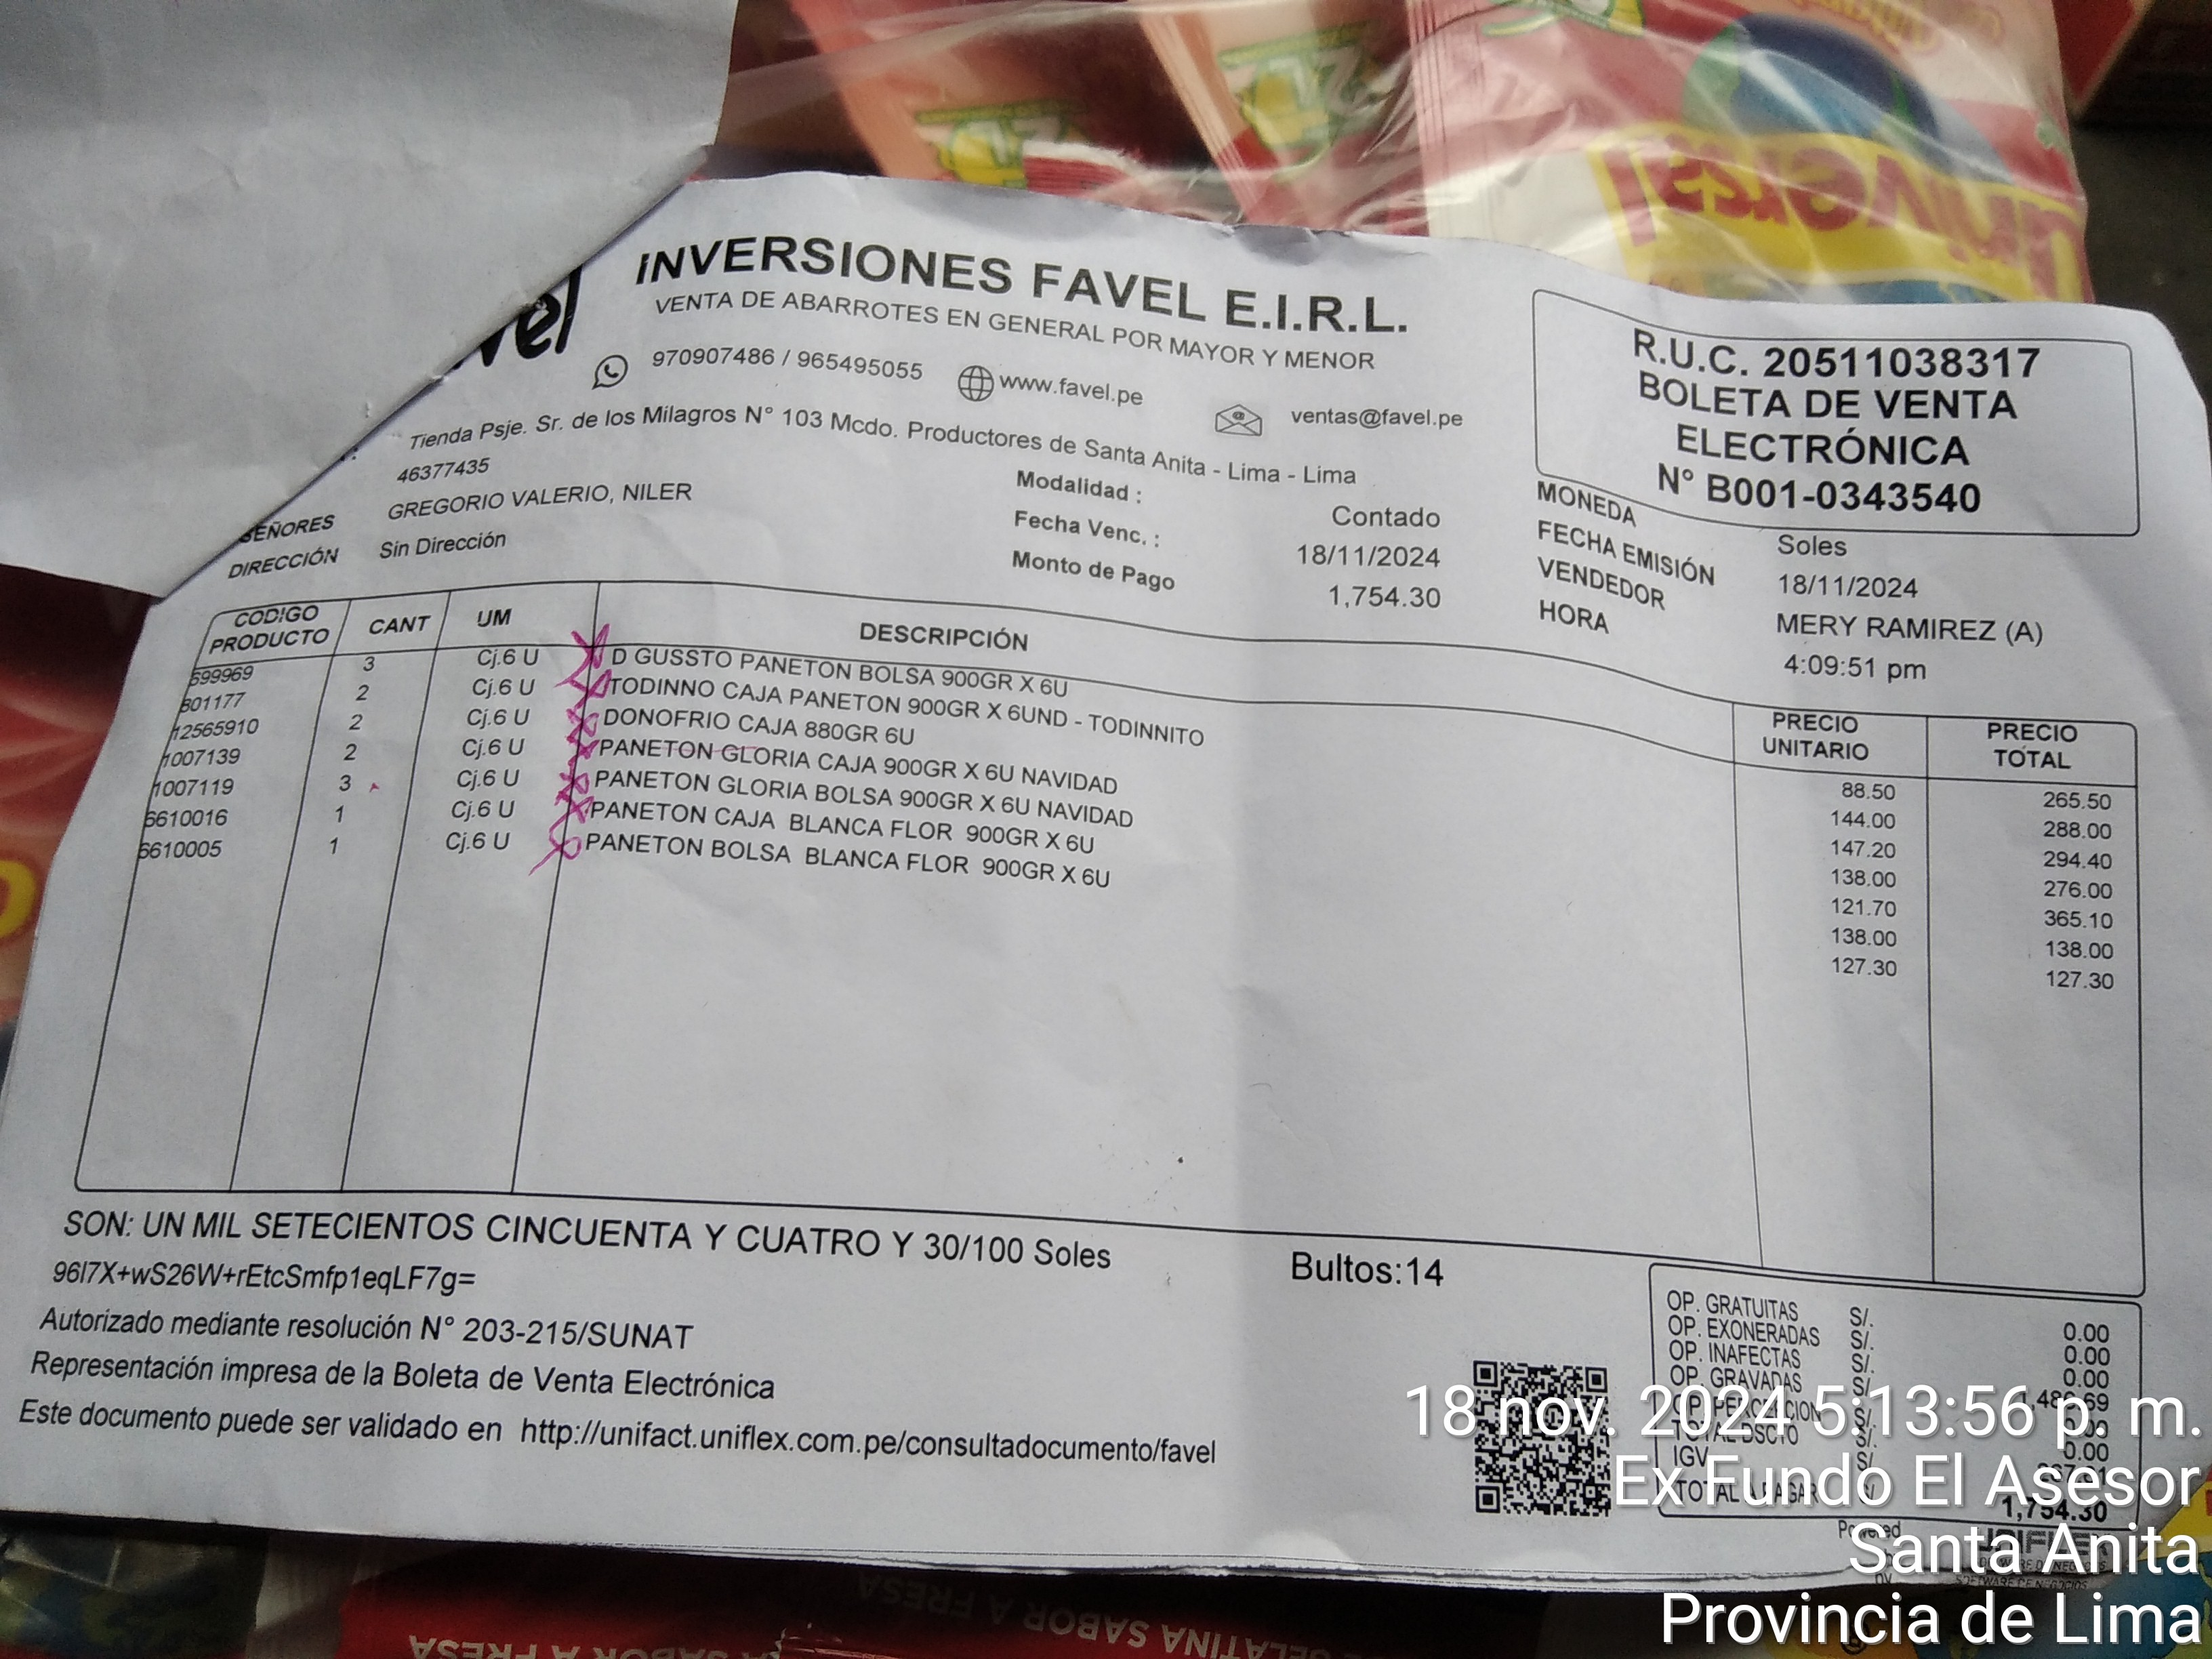 INVERSIONES FAVEL E.I.R.L.
VENTA DE ABARROTES EN GENERAL POR MAYOR Y MENOR
970907486 / 965495055 www.favel.pe ventas@favel.pe
Tienda Psje. Sr. de los Milagros N° 103 Mcdo. Productores de Santa Anita - Lima - Lima
R.U.C. 20511038317
BOLETA DE VENTA
ELECTRÓNICA
N° B001-0343540
46377435
SEÑORES GREGORIO VALERIO, NILER
DIRECCIÓN Sin Dirección
Modalidad : Contado
Fecha Venc. : 18/11/2024
Monto de Pago 1,754.30
MONEDA Soles
FECHA EMISIÓN 18/11/2024
VENDEDOR MERY RAMIREZ (A)
HORA 4:09:51 pm
CODIGO PRODUCTO CANT UM DESCRIPCIÓN PRECIO UNITARIO PRECIO TOTAL
699969 3 Cj.6 U D GUSSTO PANETON BOLSA 900GR X 6U 88.50 265.50
801177 2 Cj.6 U TODINNO CAJA PANETON 900GR X 6UND - TODINNITO 144.00 288.00
12565910 2 Cj.6 U DONOFRIO CAJA 880GR 6U 147.20 294.40
1007139 2 Cj.6 U PANETON GLORIA CAJA 900GR X 6U NAVIDAD 138.00 276.00
1007119 3 Cj.6 U PANETON GLORIA BOLSA 900GR X 6U NAVIDAD 121.70 365.10
6610016 1 Cj.6 U PANETON CAJA BLANCA FLOR 900GR X 6U 138.00 138.00
6610005 1 Cj.6 U PANETON BOLSA BLANCA FLOR 900GR X 6U 127.30 127.30
SON: UN MIL SETECIENTOS CINCUENTA Y CUATRO Y 30/100 Soles
Bultos:14
96I7X+wS26W+rEtcSmfp1eqLF7g=
Autorizado mediante resolución N° 203-215/SUNAT
Representación impresa de la Boleta de Venta Electrónica
Este documento puede ser validado en http://unifact.uniflex.com.pe/consultadocumento/favel
OP. GRATUITAS S/. 0.00
OP. EXONERADAS S/. 0.00
OP. INAFECTAS S/. 0.00
OP. GRAVADAS S/.
OP. PERCEPCION S/.
TOTAL DSCTO S/. 0.00
IGV S/.
TOTAL A PAGAR S/. 1,754.30
Powered
18 nov. 2024 5:13:56 p. m.
Ex Fundo El Asesor
Santa Anita
Provincia de Lima
Universal
GELATINA SABOR A FRESA
SABOR A FRESA